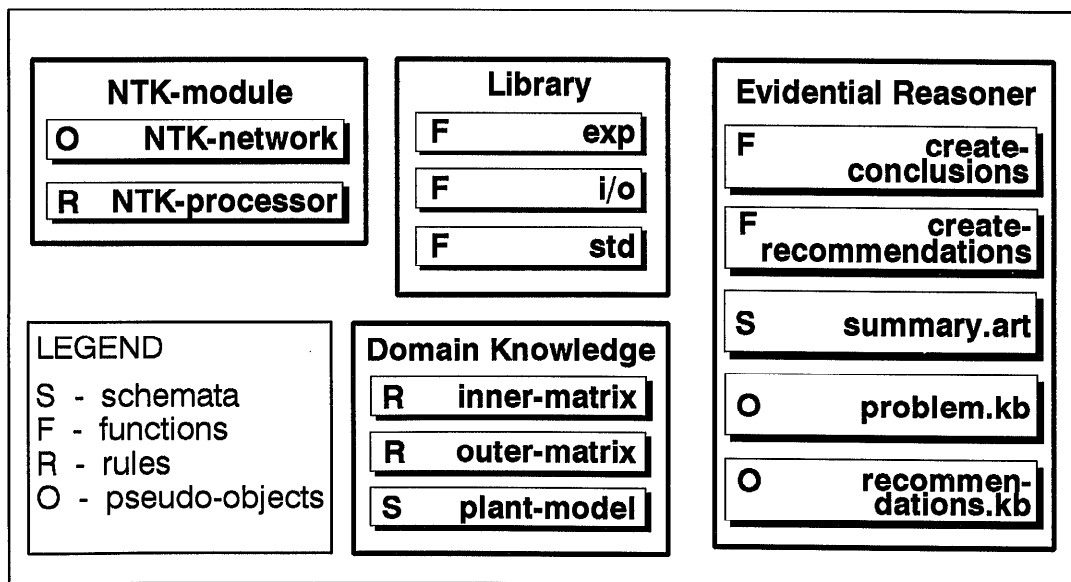 NTK-module
O NTK-network
R NTK-processor
Library
F exp
F i/o
F std
Evidential Reasoner
F create-
conclusions
F create-
recommendations
S summary.art
O problem.kb
O recommen-
dations.kb
LEGEND
S - schemata
F - functions
R - rules
O - pseudo-objects
Domain Knowledge
R inner-matrix
R outer-matrix
S plant-model